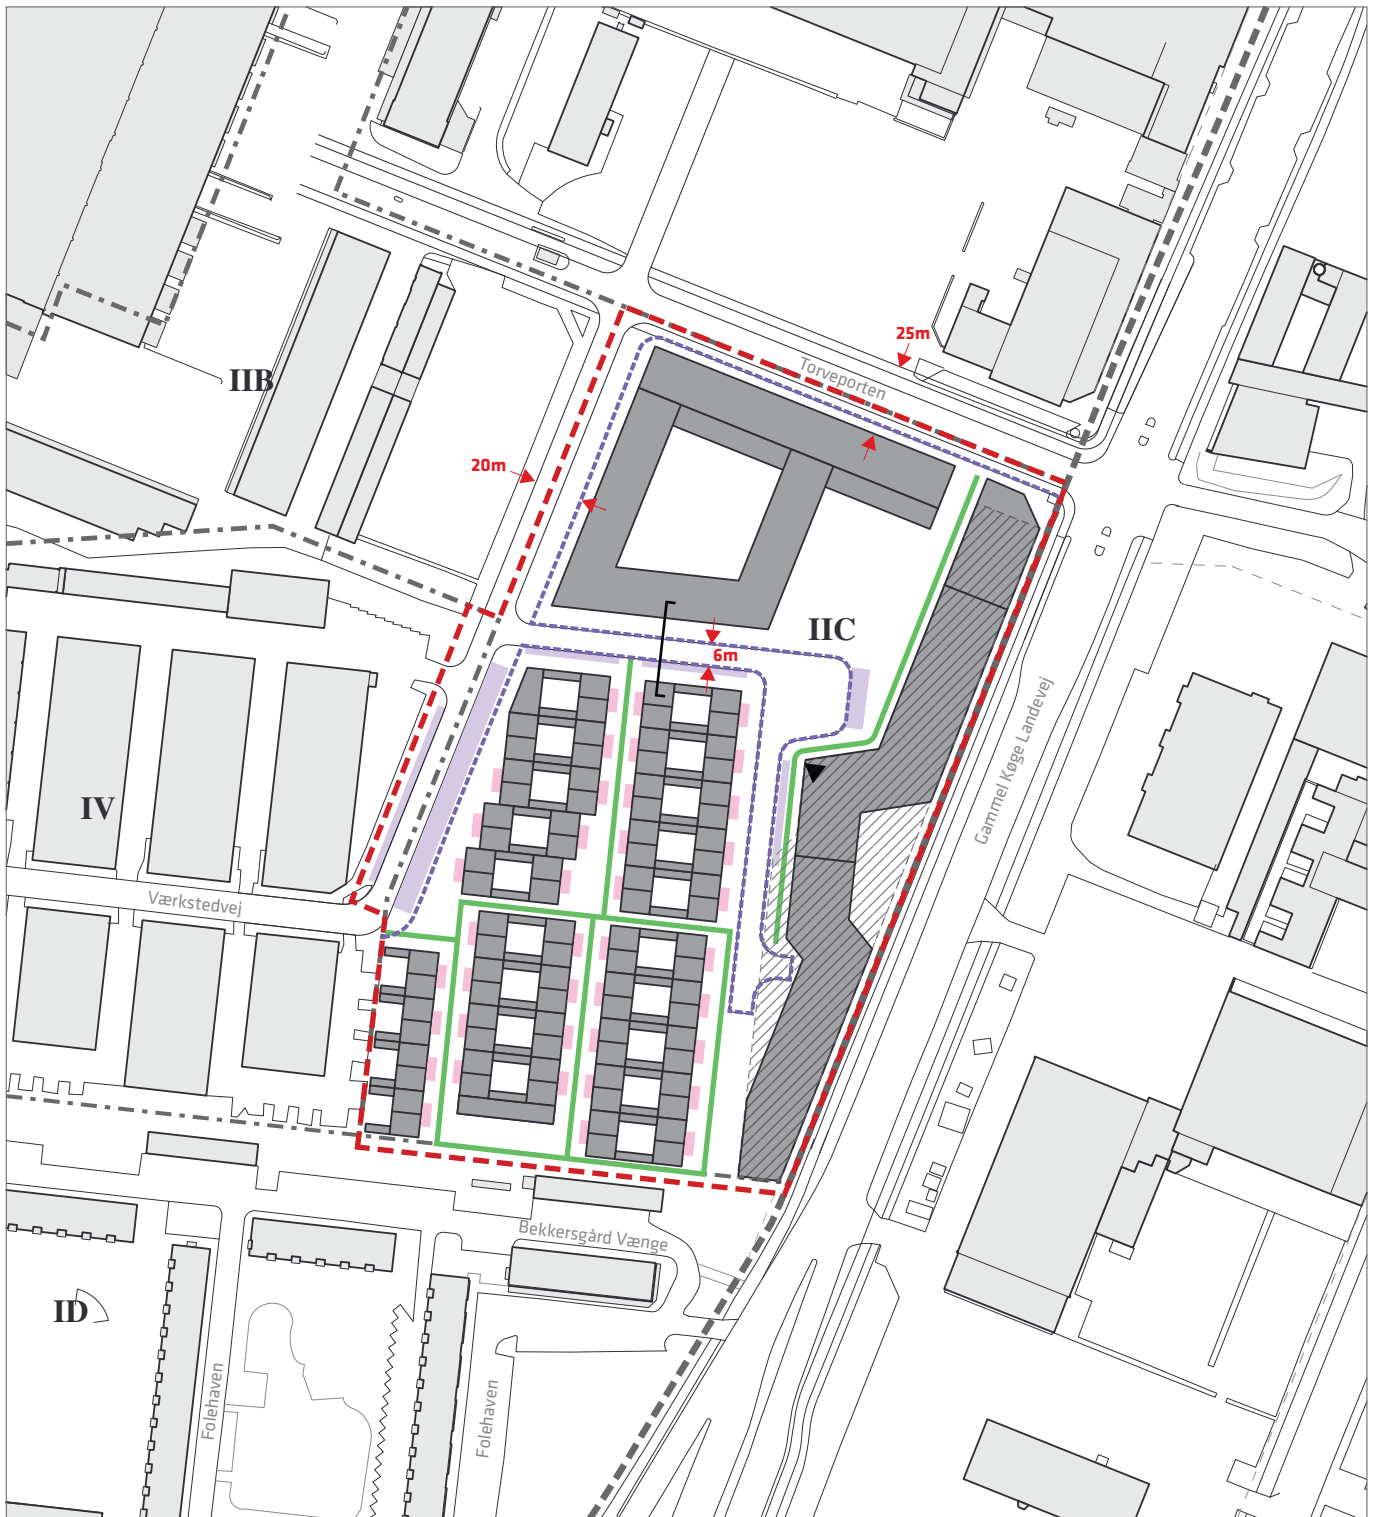 25m
Torveporten
IIB
20m
IIC
6m
Gammel Køge Landevej
IV
Værkstedvej
Bekkersgård Vænge
ID
Folehaven
Folehaven